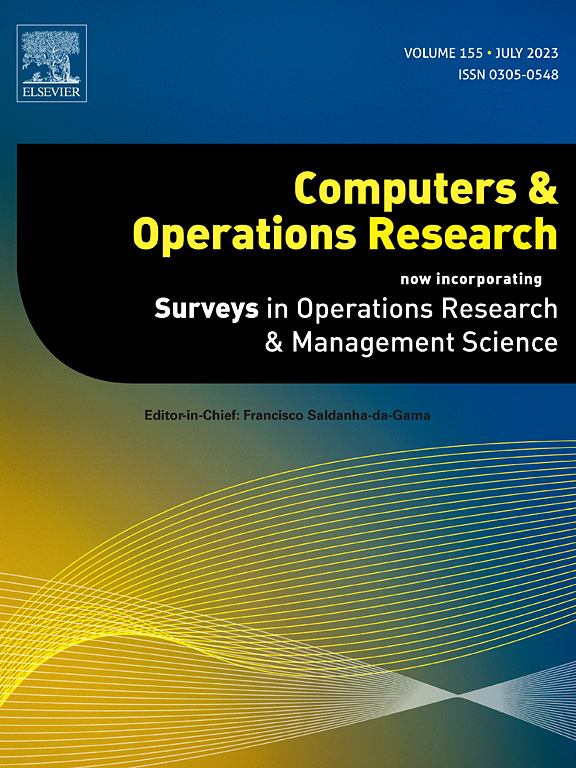 ELSEVIER
VOLUME 155 • JULY 2023
ISSN 0305-0548
Computers &
Operations Research
now incorporating
Surveys in Operations Research
& Management Science
Editor-in-Chief: Francisco Saldanha-da-Gama